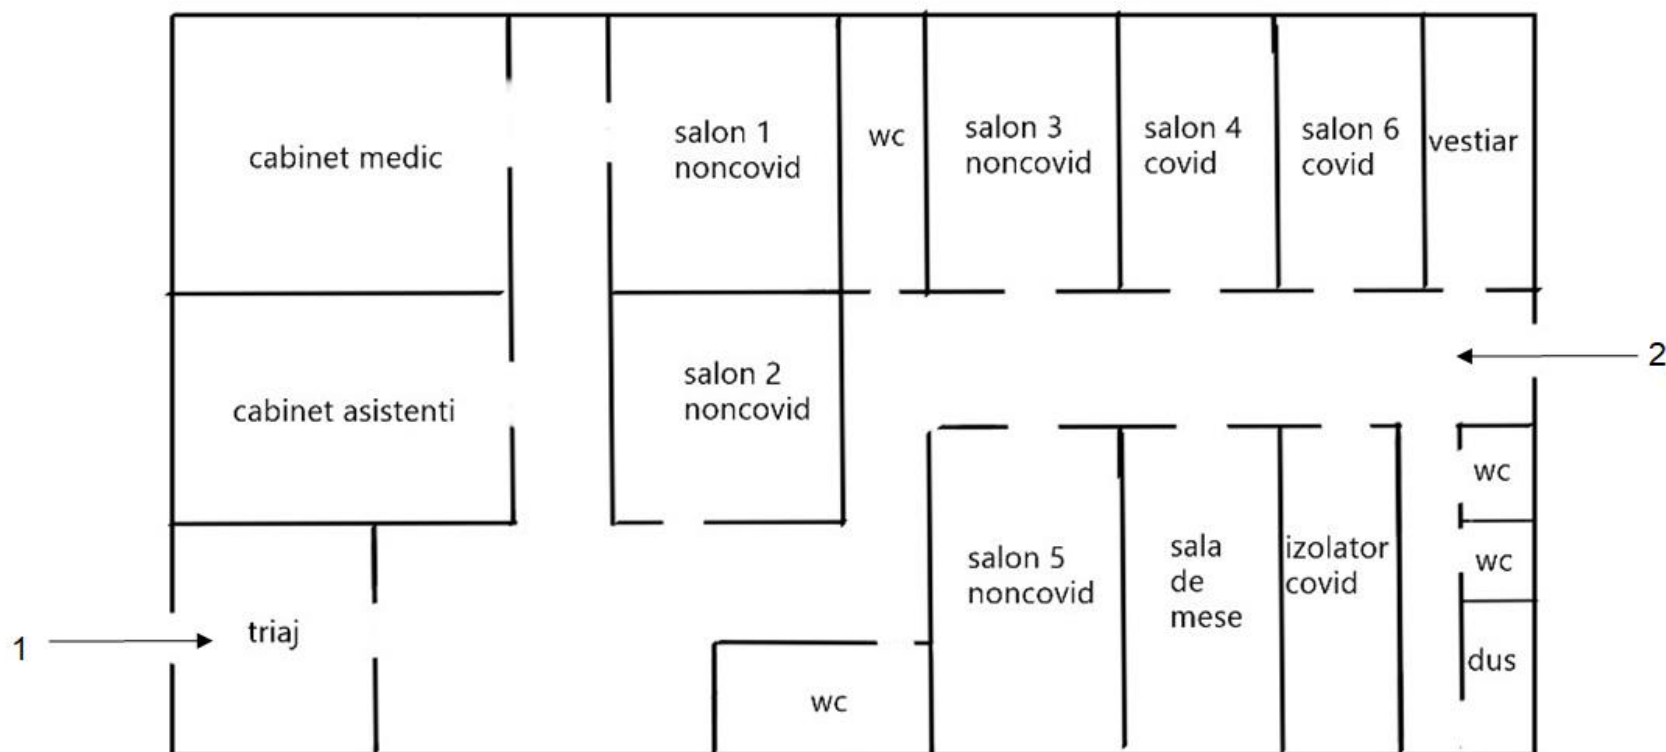 cabinet medic
salon 1
noncovid
wc
salon 3
noncovid
salon 4
covid
salon 6
covid
vestiar
cabinet asistenti
salon 2
noncovid
2
wc
wc
dus
salon 5
noncovid
sala
de
mese
izolator
covid
1
triaj
wc